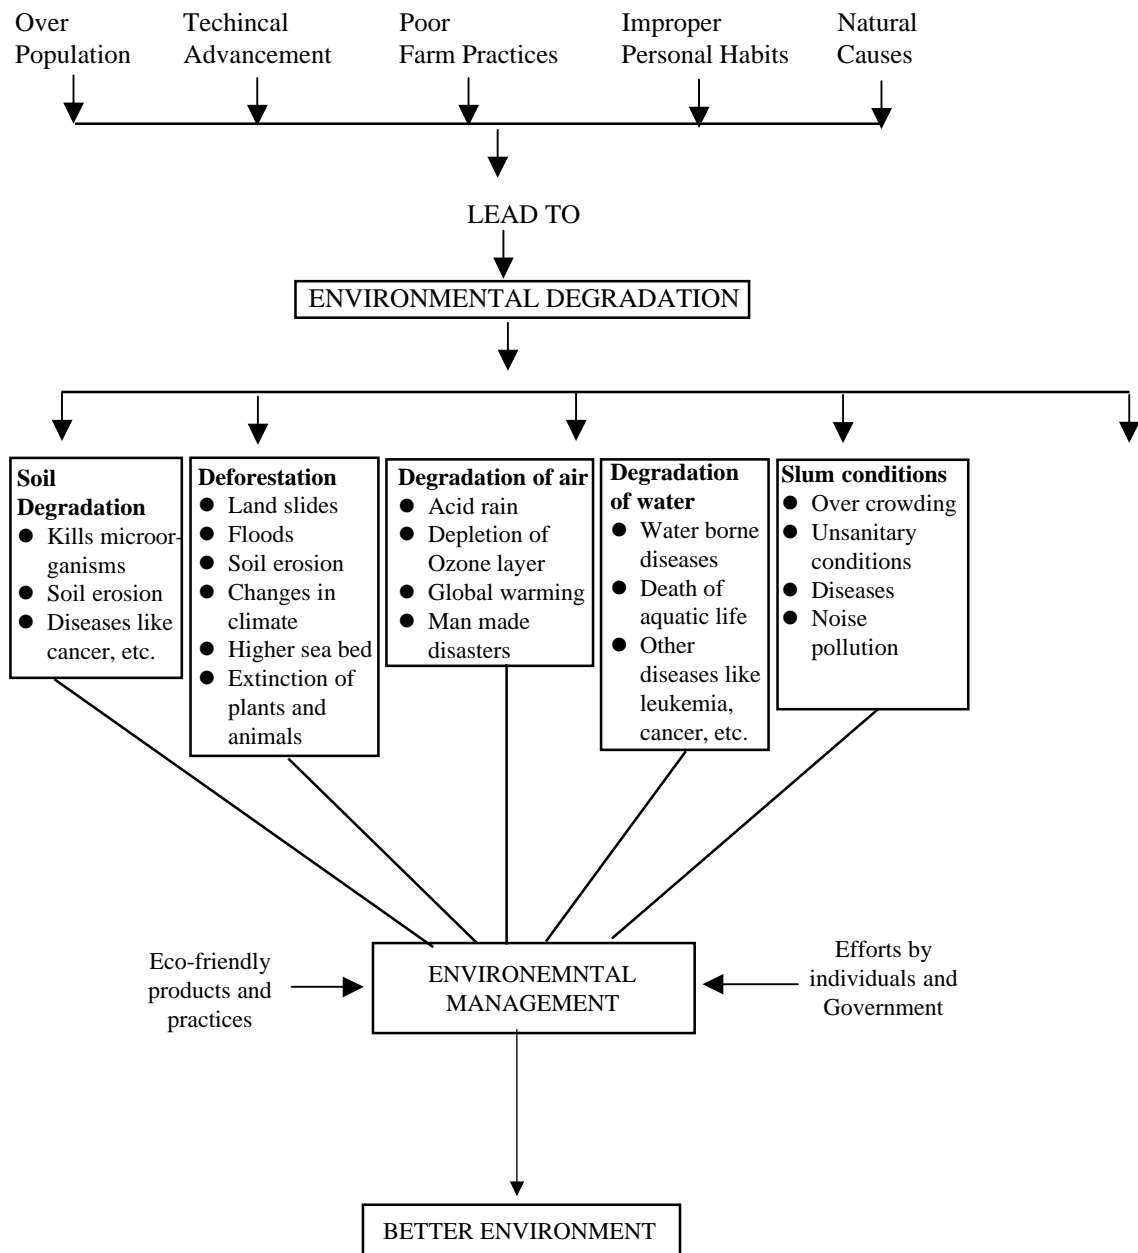 Over
Population
Techincal
Advancement
Poor
Farm Practices
Improper
Personal Habits
Natural
Causes
LEAD TO
ENVIRONMENTAL DEGRADATION
Soil
Degradation
● Kills microor-
ganisms
● Soil erosion
● Diseases like
cancer, etc.
Deforestation
● Land slides
● Floods
● Soil erosion
● Changes in
climate
● Higher sea bed
● Extinction of
plants and
animals
Degradation of air
● Acid rain
● Depletion of
Ozone layer
● Global warming
● Man made
disasters
Degradation
of water
● Water borne
diseases
● Death of
aquatic life
● Other
diseases like
leukemia,
cancer, etc.
Slum conditions
● Over crowding
● Unsanitary
conditions
● Diseases
● Noise
pollution
Eco-friendly
products and
practices
ENVIRONEMNTAL
MANAGEMENT
Efforts by
individuals and
Government
BETTER ENVIRONMENT